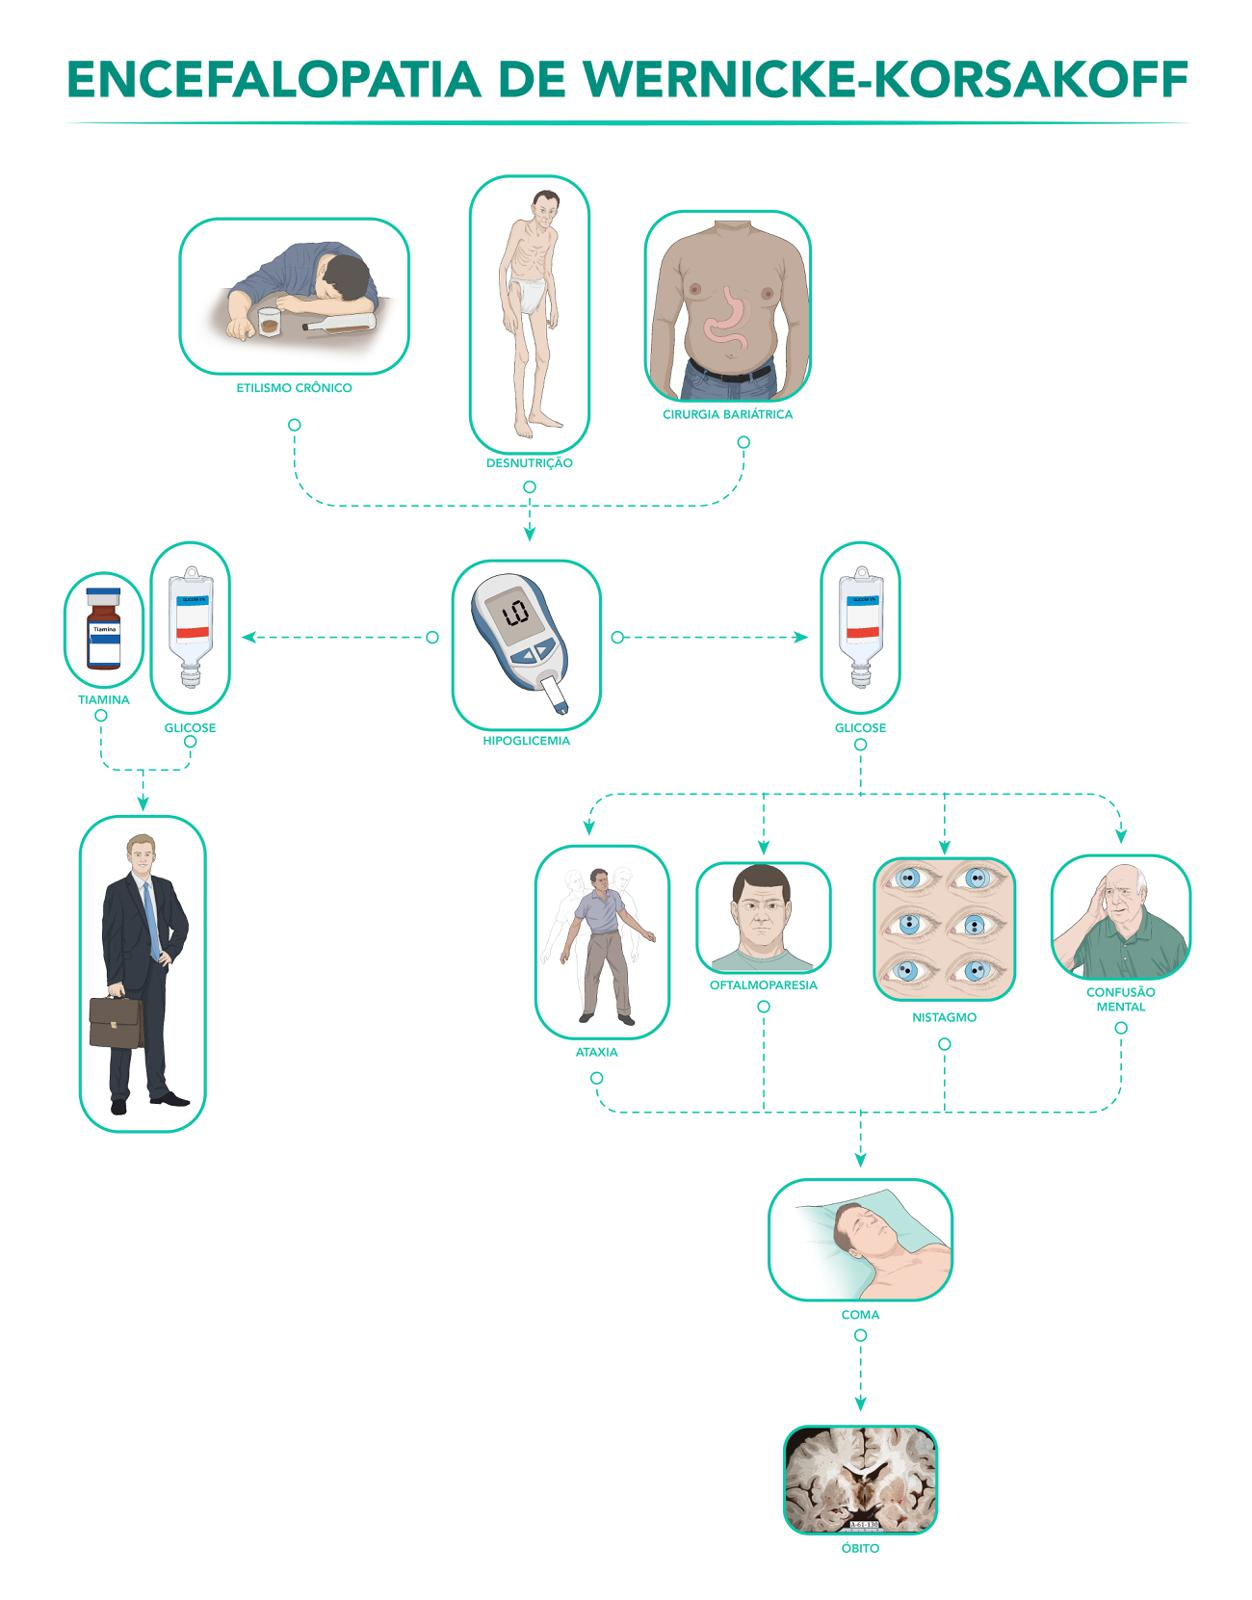 ENCEFALOPATIA DE WERNICKE-KORSAKOFF
ETILISMO CRÔNICO
DESNUTRIÇÃO
CIRURGIA BARIÁTRICA
Tiamina
TIAMINA
GLICOSE
LO
HIPOGLICEMIA
GLICOSE
ATAXIA
OFTALMOPARESIA
NISTAGMO
CONFUSÃO
MENTAL
COMA
ÓBITO